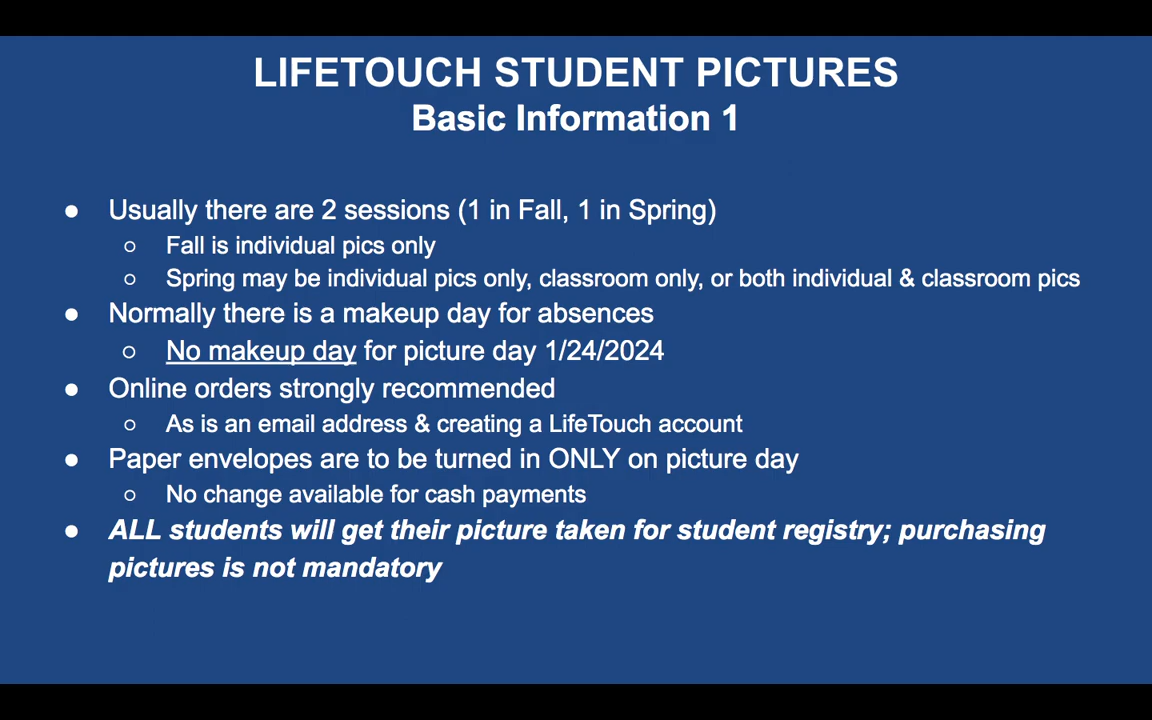 LIFETOUCH STUDENT PICTURES
Basic Information 1
● Usually there are 2 sessions (1 in Fall, 1 in Spring)
○ Fall is individual pics only
○ Spring may be individual pics only, classroom only, or both individual & classroom pics
● Normally there is a makeup day for absences
○ No makeup day for picture day 1/24/2024
● Online orders strongly recommended
○ As is an email address & creating a LifeTouch account
● Paper envelopes are to be turned in ONLY on picture day
○ No change available for cash payments
● ALL students will get their picture taken for student registry; purchasing
pictures is not mandatory